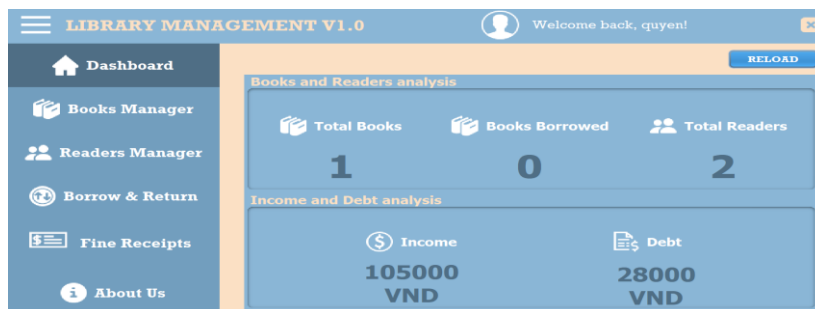 LIBRARY MANAGEMENT V1.0
Welcome back, quyen!
Dashboard
Books Manager
Readers Manager
Borrow & Return
Fine Receipts
About Us
RELOAD
Books and Readers analysis
Total Books
Books Borrowed
Total Readers
1
0
2
Income and Debt analysis
Income
Debt
105000
VND
28000
VND